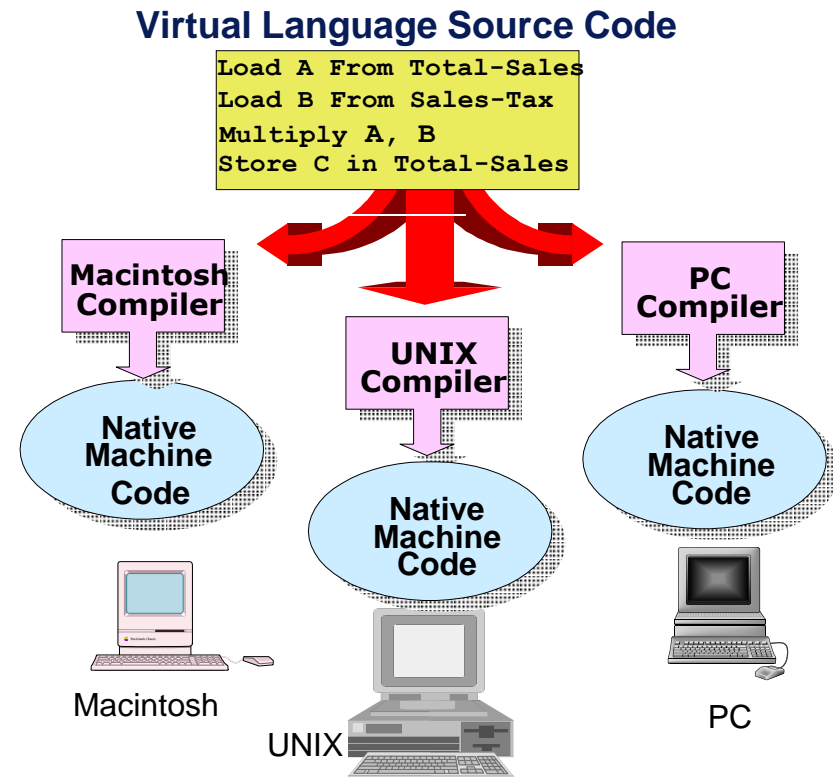 Virtual Language Source Code
Load A From Total-Sales
Load B From Sales-Tax
Multiply A, B
Store C in Total-Sales
Macintosh
Compiler
UNIX
Compiler
PC
Compiler
Native
Machine
Code
Native
Machine
Code
Native
Machine
Code
Macintosh
UNIX
PC